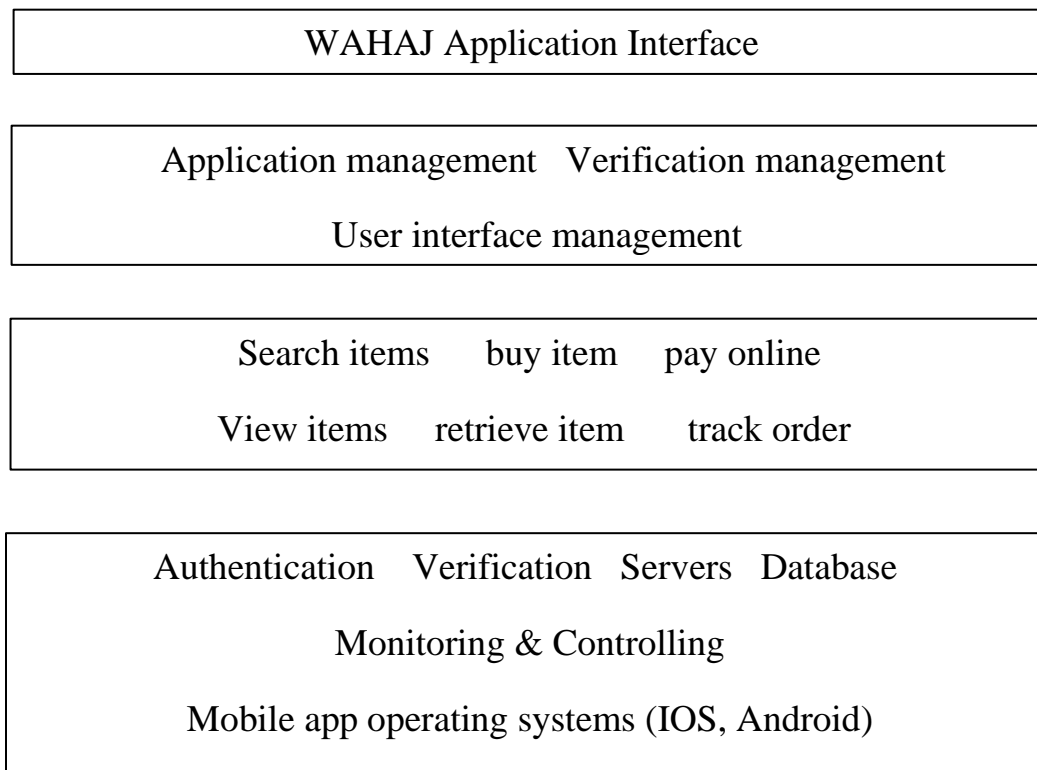 WAHAJ Application Interface
Application management Verification management
User interface management
Search items buy item pay online
View items retrieve item track order
Authentication Verification Servers Database
Monitoring & Controlling
Mobile app operating systems (IOS, Android)